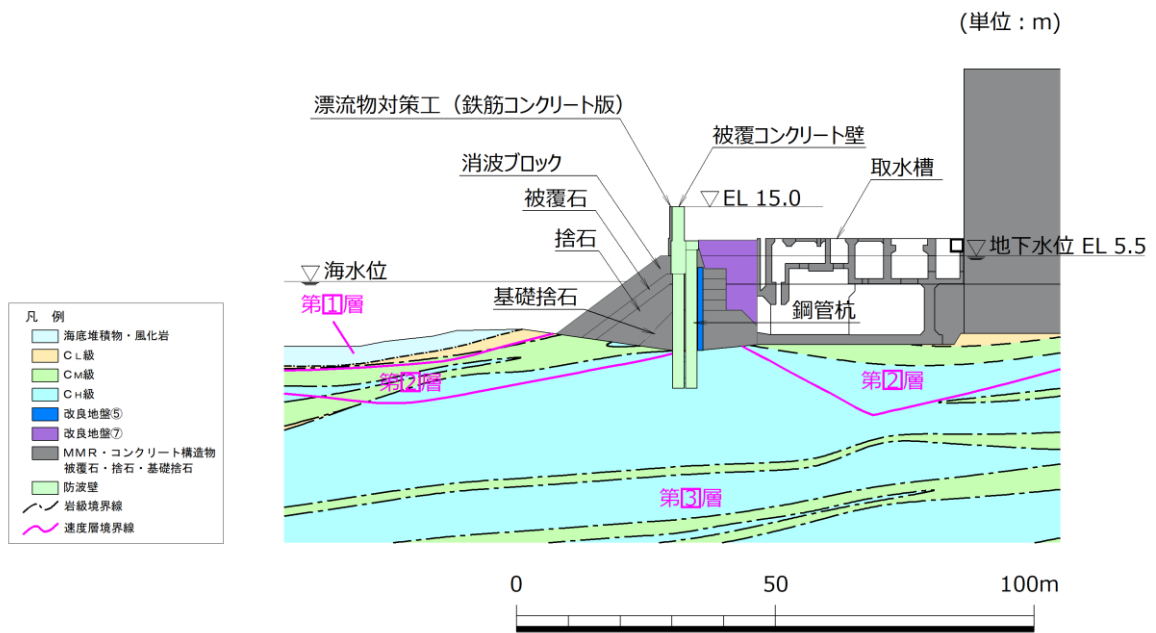 (単位：m)
漂流物対策工（鉄筋コンクリート版）
被覆コンクリート壁
消波ブロック
取水槽
被覆石
EL 15.0
捨石
地下水位 EL 5.5
海水位
第1層
基礎捨石
鋼管杭
第2層
第2層
第3層
凡 例
海底堆積物・風化岩
ＣL級
ＣM級
ＣH級
改良地盤⑤
改良地盤⑦
ＭＭＲ・コンクリート構造物
被覆石・捨石・基礎捨石
防波壁
岩級境界線
速度層境界線
0 50 100m